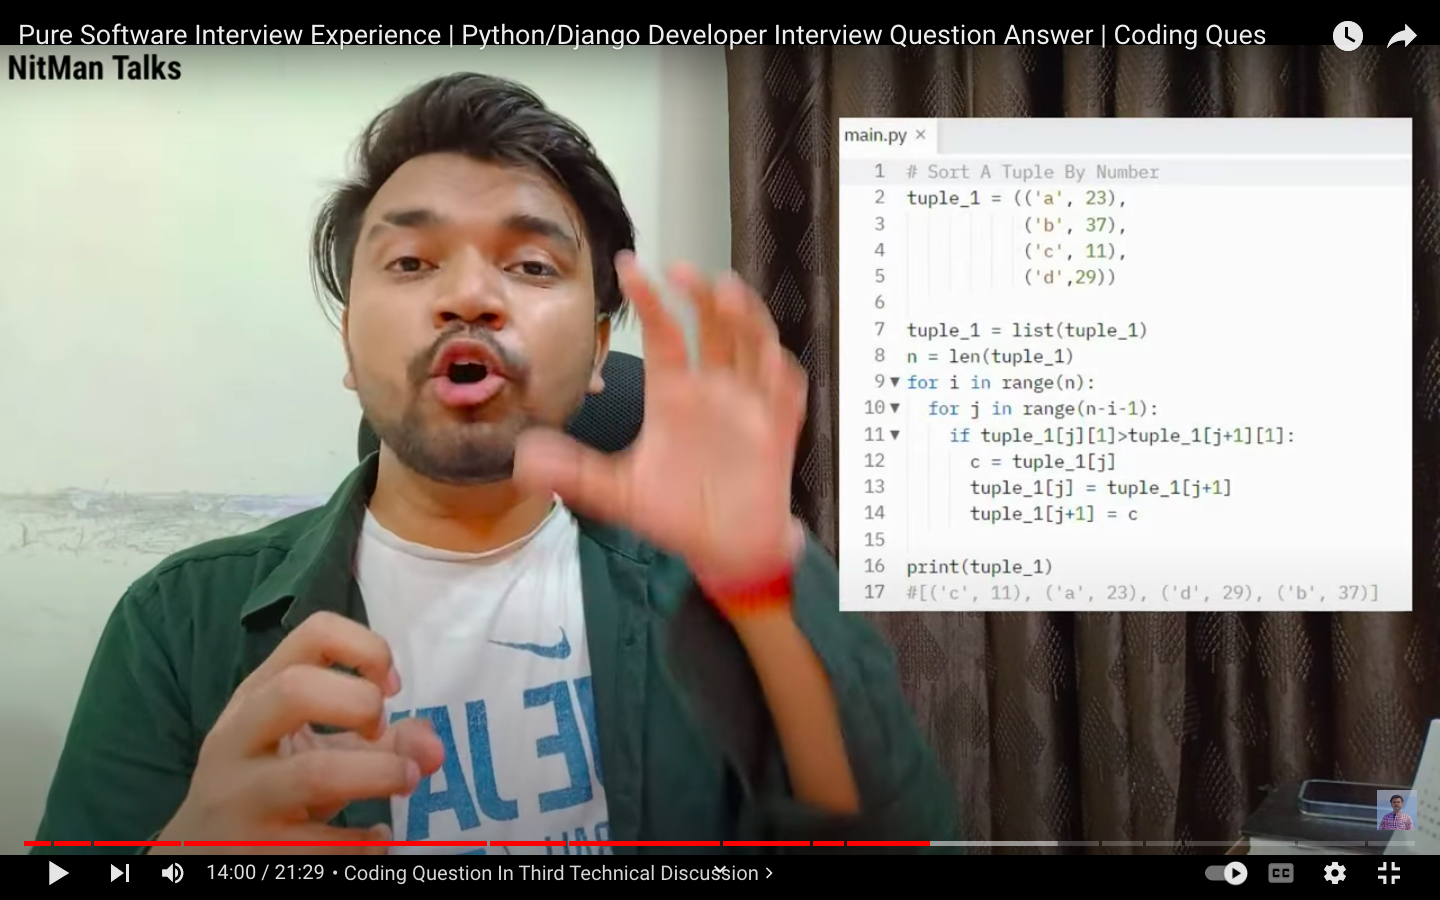 Pure Software Interview Experience | Python/Django Developer Interview Question Answer | Coding Ques
NitMan Talks
main.py ×
1 # Sort A Tuple By Number
2 tuple_1 = (('a', 23),
3 ('b', 37),
4 ('c', 11),
5 ('d',29))
6
7 tuple_1 = list(tuple_1)
8 n = len(tuple_1)
9 for i in range(n):
10 for j in range(n-i-1):
11 if tuple_1[j][1]>tuple_1[j+1][1]:
12 c = tuple_1[j]
13 tuple_1[j] = tuple_1[j+1]
14 tuple_1[j+1] = c
15
16 print(tuple_1)
17 #[('c', 11), ('a', 23), ('d', 29), ('b', 37)]
14:00 / 21:29 • Coding Question In Third Technical Discussion
CC